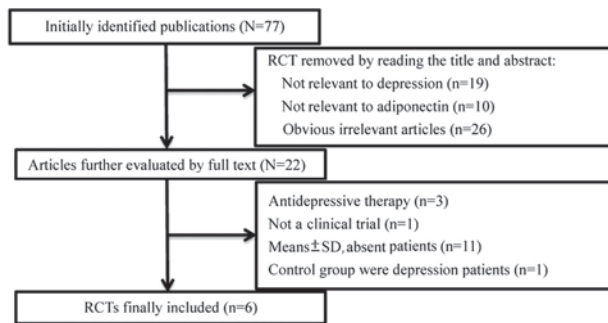 Initially identified publications (N=77)
RCT removed by reading the title and abstract:
Not relevant to depression (n=19)
Not relevant to adiponectin (n=10)
Obvious irrelevant articles (n=26)
Articles further evaluated by full text (N=22)
Antidepressive therapy (n=3)
Not a clinical trial (n=1)
Means±SD, absent patients (n=11)
Control group were depression patients (n=1)
RCTs finally included (n=6)